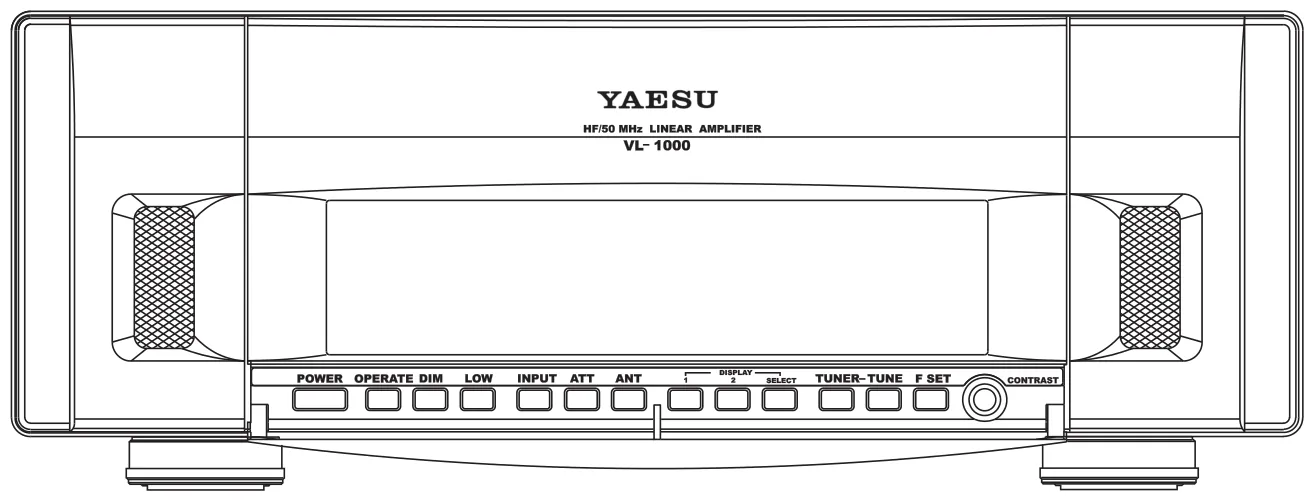 YAESU
HF/50 MHz LINEAR AMPLIFIER
VL-1000
POWER OPERATE DIM LOW INPUT ATT ANT DISPLAY 1 2 SELECT TUNER-TUNE F SET CONTRAST